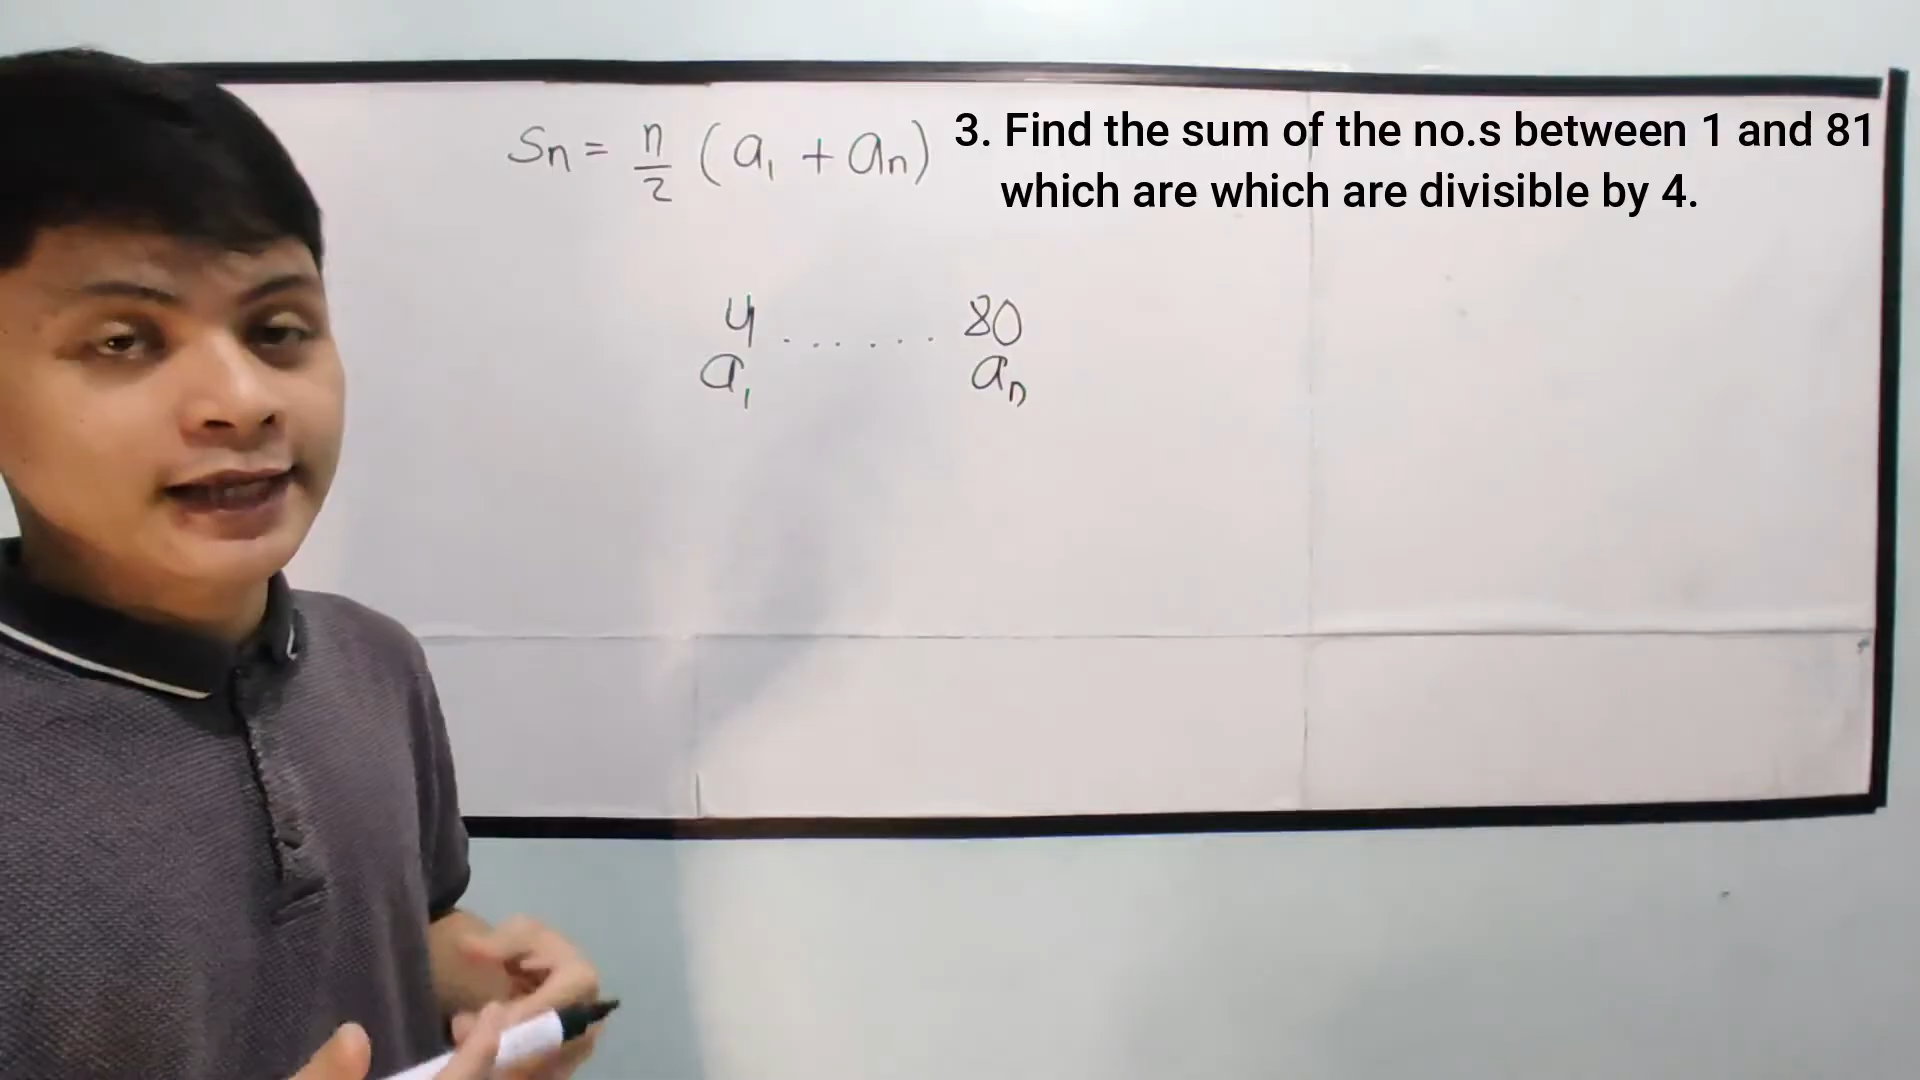 Sn = n/2 (a₁ + an)
3. Find the sum of the no.s between 1 and 81
which are which are divisible by 4.
4 . . . . . . 80
a₁ an